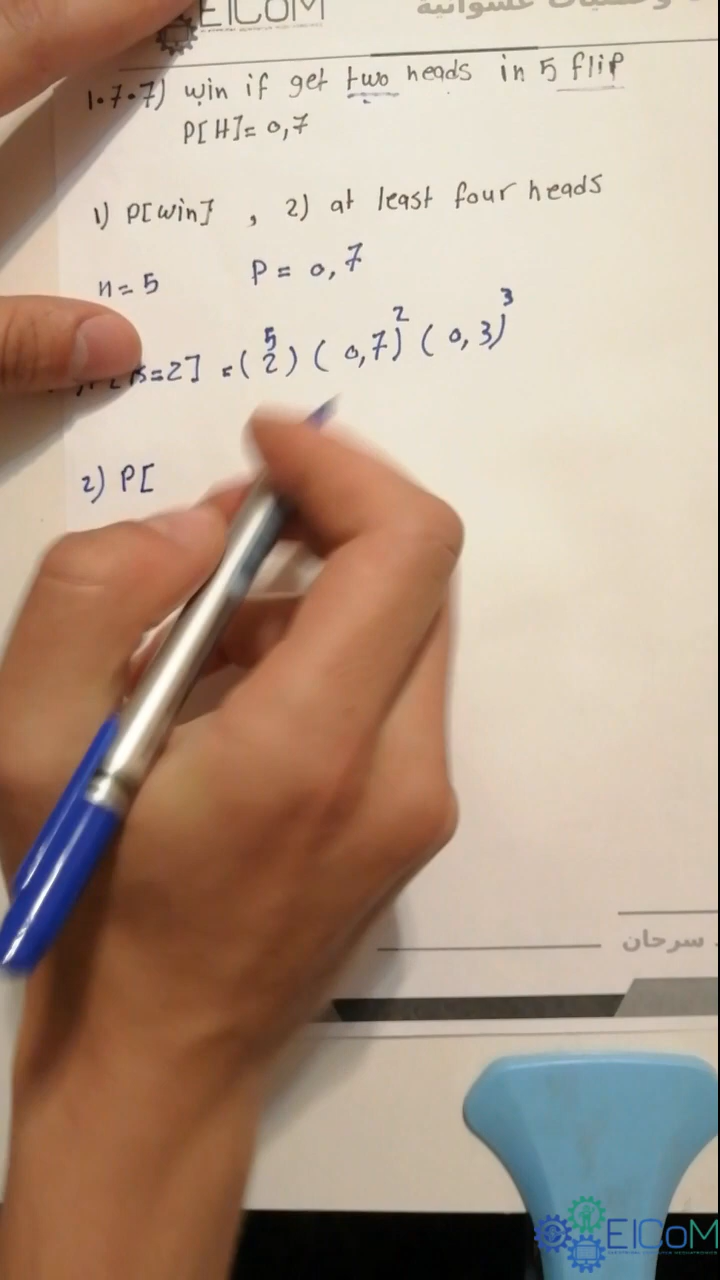 EICOM
1.7.7) win if get two heads in 5 flip
P[H]= 0,7
1) P[win] , 2) at least four heads
n= 5 P= 0,7
=2] = (5 2) (0,7)^2 (0,3)^3
2) P[
سرحان
EICoM